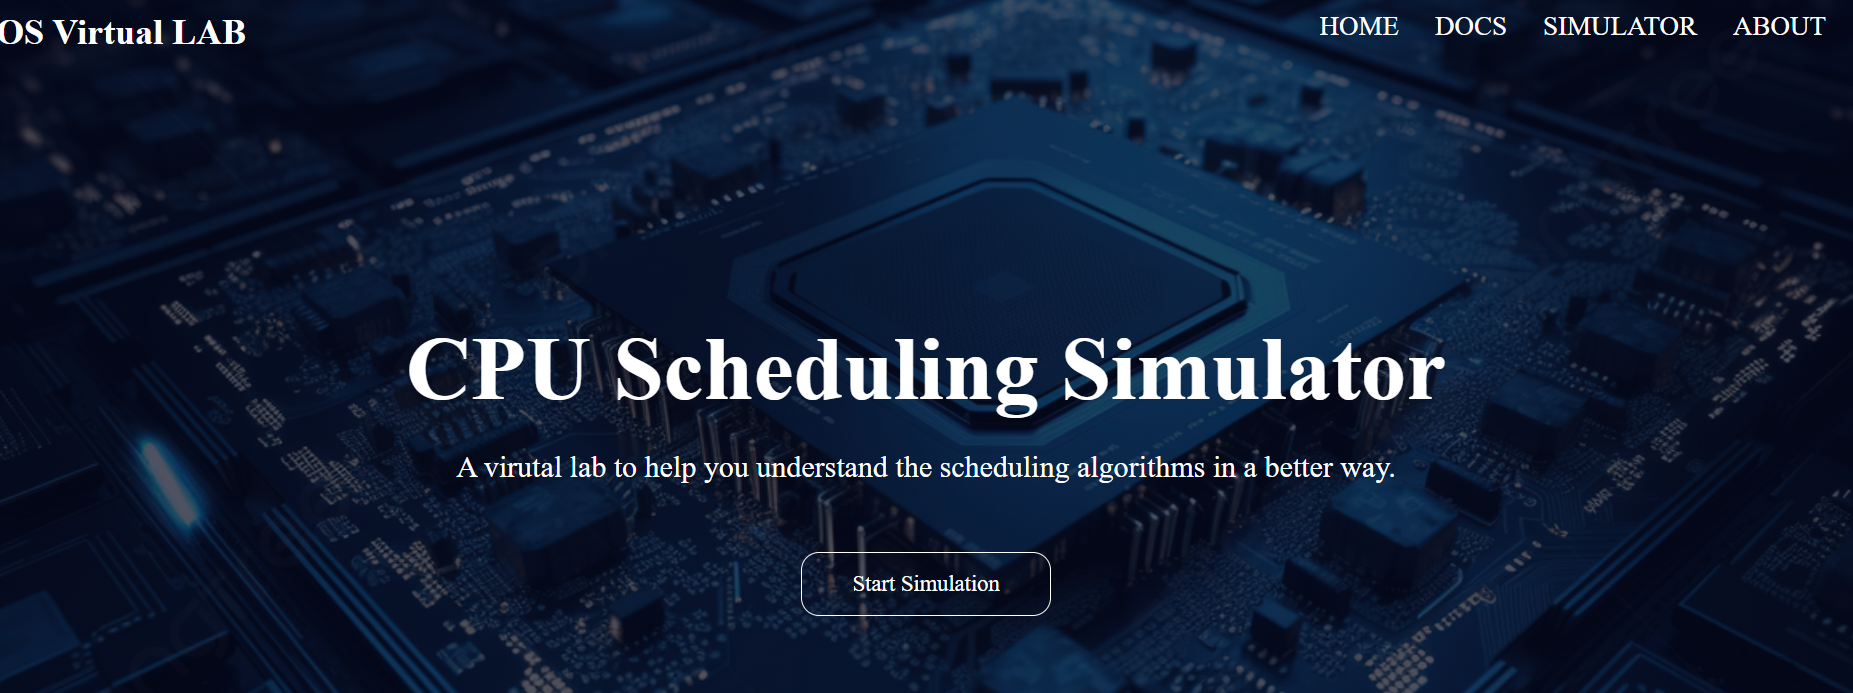 OS Virtual LAB
HOME DOCS SIMULATOR ABOUT
CPU Scheduling Simulator
A virutal lab to help you understand the scheduling algorithms in a better way.
Start Simulation